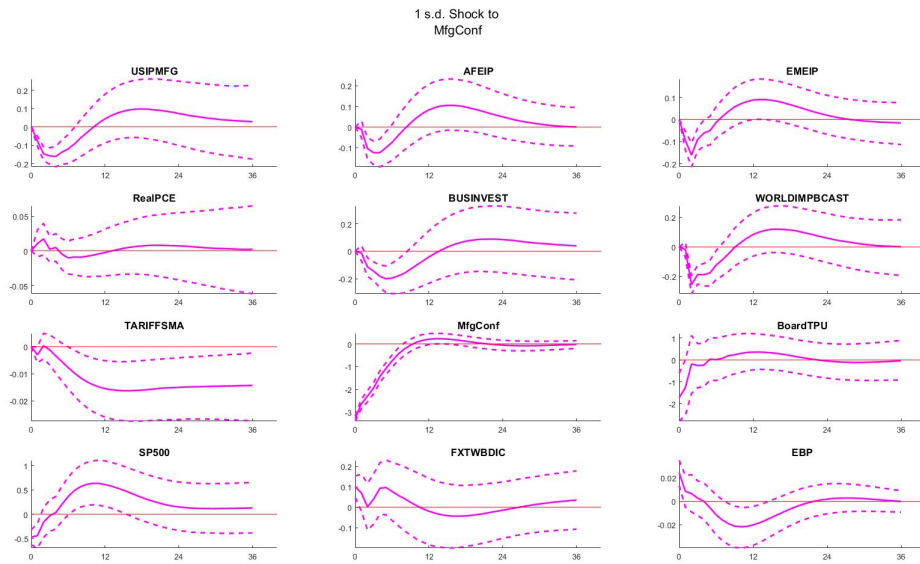 1 s.d. Shock to
MfgConf
USIPMFG
0.2
0.1
0
-0.1
-0.2
0 12 24 36
AFEIP
0.2
0.1
0
-0.1
0 12 24 36
EMEIP
0.1
0
-0.1
-0.2
0 12 24 36
RealPCE
0.05
0
-0.05
0 12 24 36
BUSINVEST
0.2
0
-0.2
0 12 24 36
WORLDIMPBCAST
0.2
0
-0.2
0 12 24 36
TARIFFSMA
0
-0.01
-0.02
0 12 24 36
MfgConf
0
-1
-2
-3
0 12 24 36
BoardTPU
1
0
-1
-2
0 12 24 36
SP500
1
0.5
0
-0.5
0 12 24 36
FXTWBDIC
0.2
0.1
0
-0.1
0 12 24 36
EBP
0.02
0
-0.02
0 12 24 36